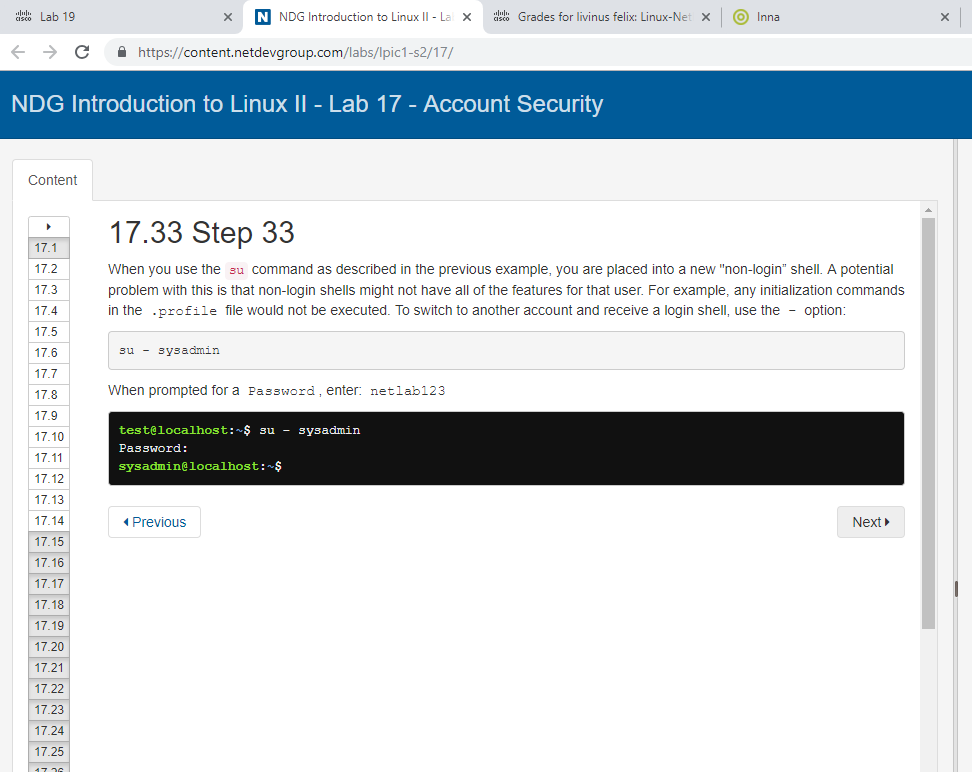 Lab 19
NDG Introduction to Linux II - La
Grades for livinus felix: Linux-Net
Inna
https://content.netdevgroup.com/labs/lpic1-s2/17/
NDG Introduction to Linux II - Lab 17 - Account Security
Content
17.1
17.2
17.3
17.4
17.5
17.6
17.7
17.8
17.9
17.10
17.11
17.12
17.13
17.14
17.15
17.16
17.17
17.18
17.19
17.20
17.21
17.22
17.23
17.24
17.25
17.26
17.33 Step 33
When you use the su command as described in the previous example, you are placed into a new "non-login" shell. A potential
problem with this is that non-login shells might not have all of the features for that user. For example, any initialization commands
in the .profile file would not be executed. To switch to another account and receive a login shell, use the - option:
su - sysadmin
When prompted for a Password, enter: netlab123
test@localhost:~$ su - sysadmin
Password:
sysadmin@localhost:~$
Previous
Next